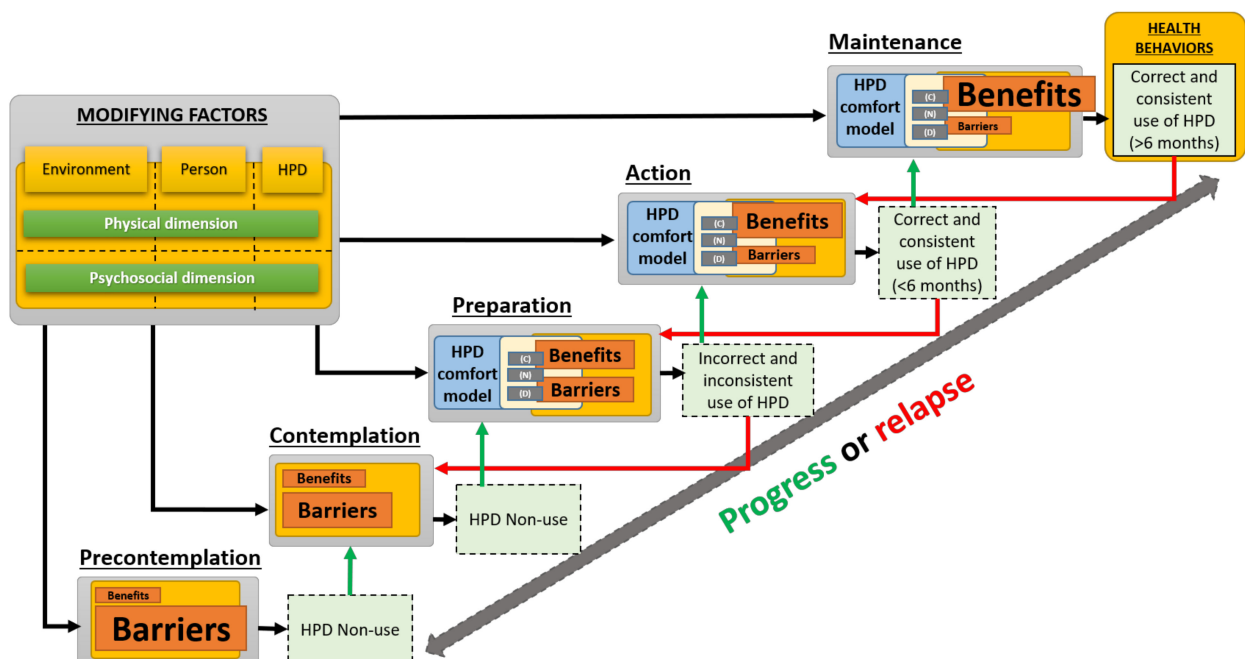 MODIFYING FACTORS
Environment
Person
HPD
Physical dimension
Psychosocial dimension
Maintenance
HPD
comfort
model
(C)
(N)
(D)
Benefits
Barriers
HEALTH
BEHAVIORS
Correct and
consistent
use of HPD
(>6 months)
Action
HPD
comfort
model
(C)
(N)
(D)
Benefits
Barriers
Correct and
consistent
use of HPD
(<6 months)
Preparation
HPD
comfort
model
(C)
(N)
(D)
Benefits
Barriers
Incorrect and
inconsistent
use of HPD
Contemplation
Benefits
Barriers
HPD Non-use
Precontemplation
Benefits
Barriers
HPD Non-use
Progress or relapse